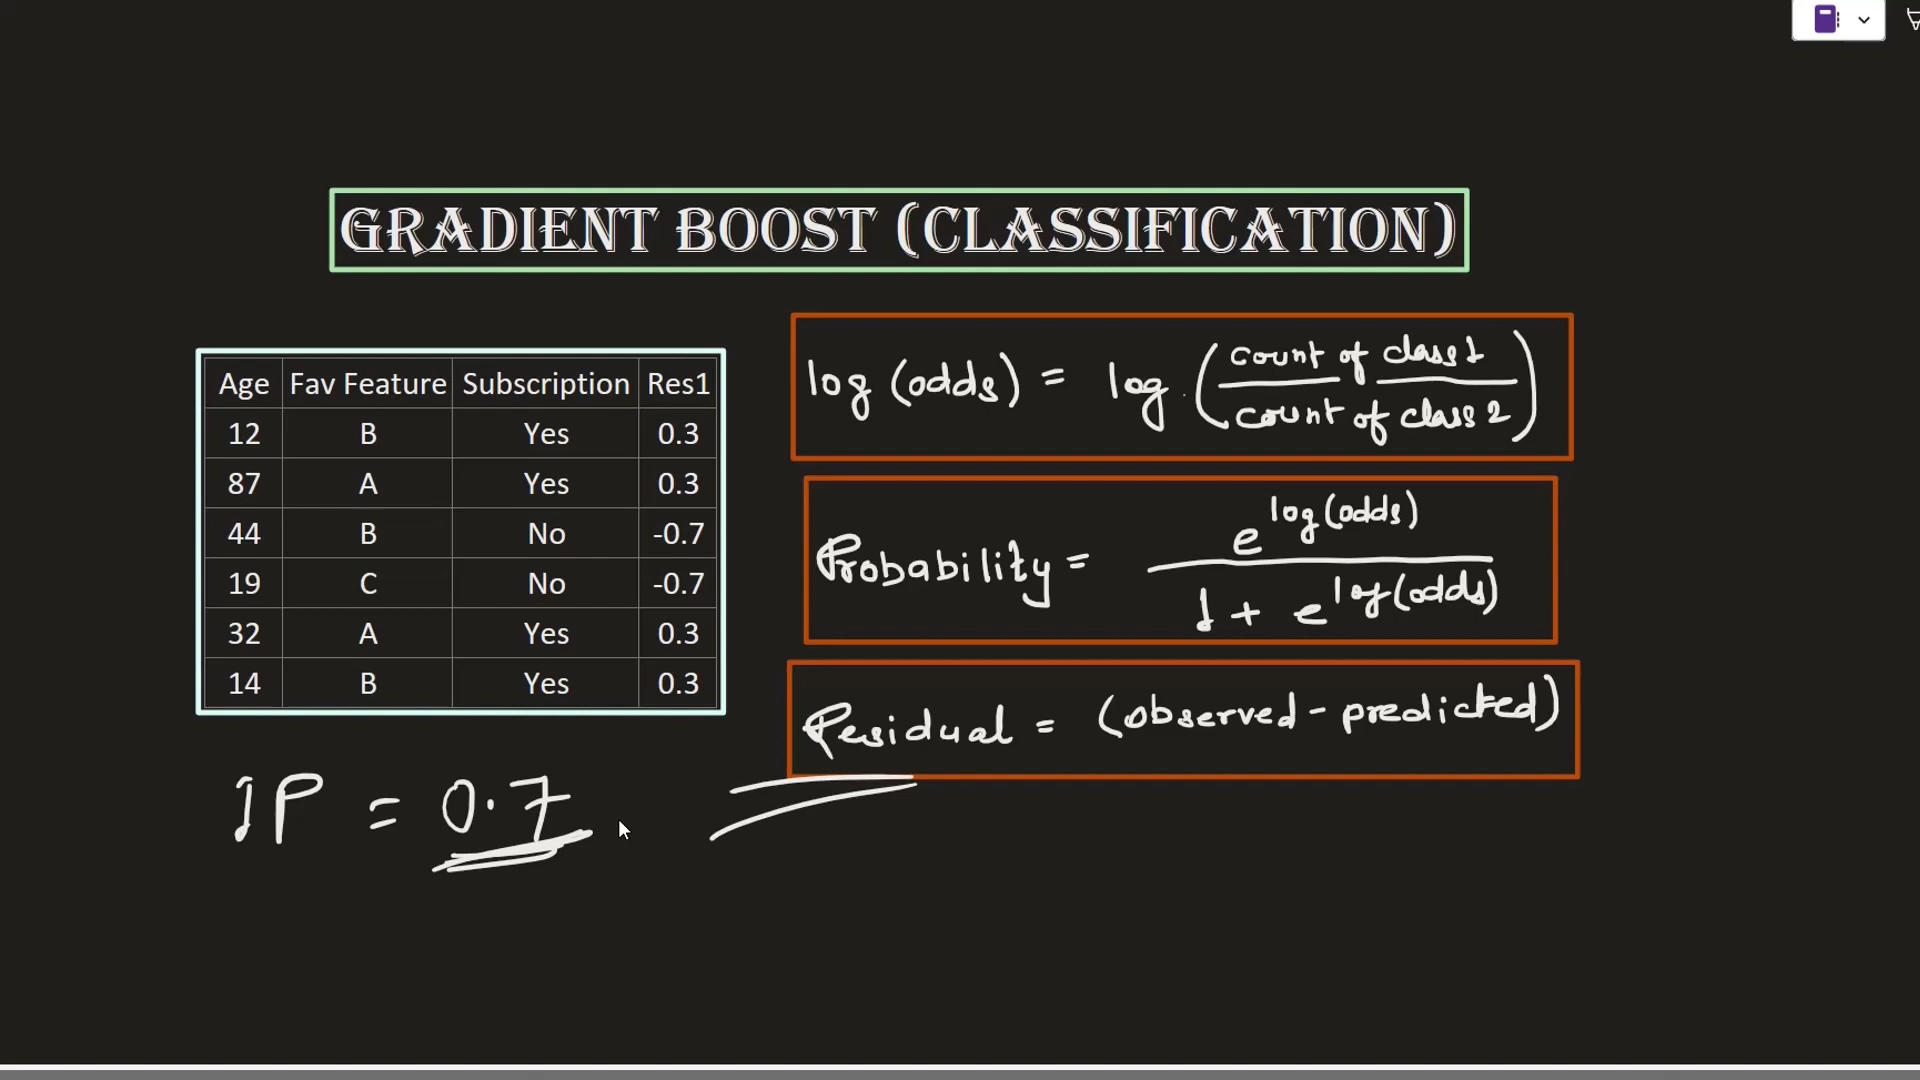 GRADIENT BOOST (CLASSIFICATION)
Age Fav Feature Subscription Res1
12 B Yes 0.3
87 A Yes 0.3
44 B No -0.7
19 C No -0.7
32 A Yes 0.3
14 B Yes 0.3
log (odds) = log (count of class 1 / count of class 2)
Probability = e^log(odds) / 1 + e^log(odds)
Residual = (observed - predicted)
IP = 0.7